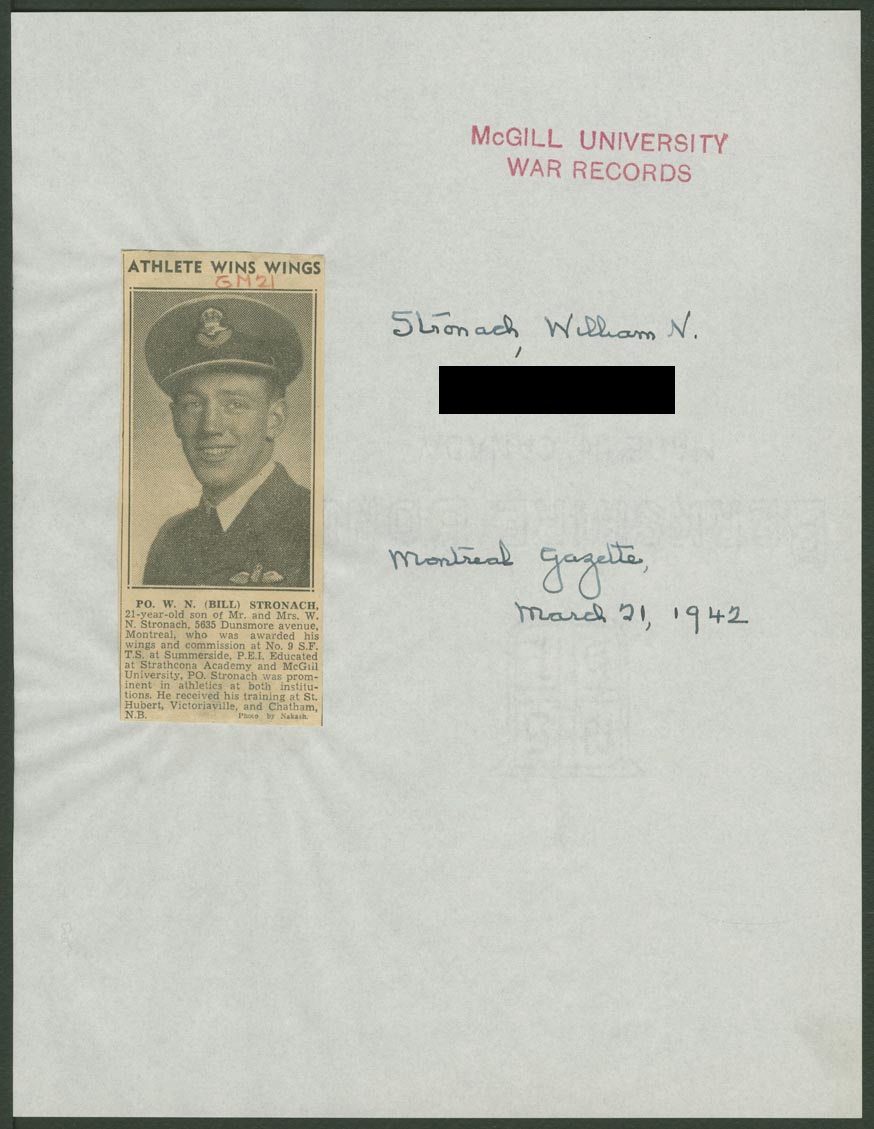 McGILL UNIVERSITY
WAR RECORDS
ATHLETE WINS WINGS
GM21
PO. W. N. (BILL) STRONACH,
21-year-old son of Mr. and Mrs. W.
N. Stronach, 5635 Dunsmore avenue,
Montreal, who was awarded his
wings and commission at No. 9 S.F.
T.S. at Summerside, P.E.I. Educated
at Strathcona Academy and McGill
University, PO. Stronach was prom-
inent in athletics at both institu-
tions. He received his training at St.
Hubert, Victoriaville, and Chatham,
N.B. Photo by Nakash.
Stronach, William N.
Montreal Gazette,
March 21, 1942